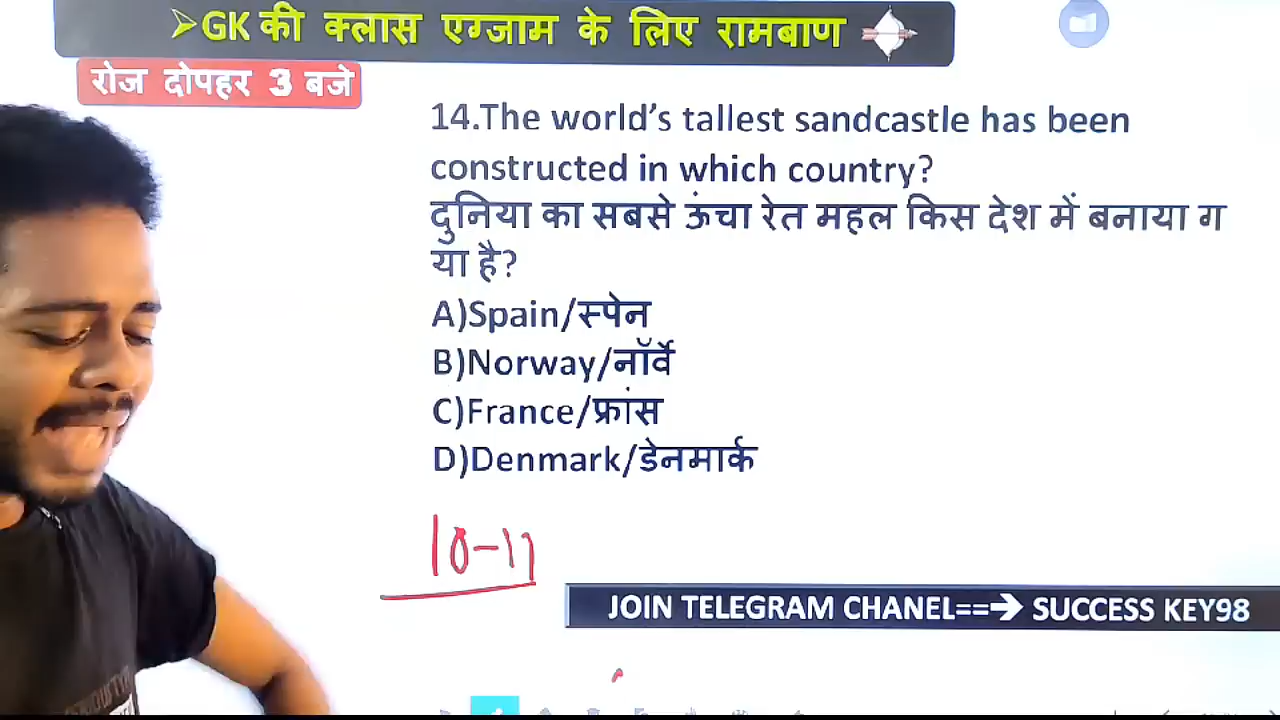 ➢GK की क्लास एग्जाम के लिए रामबाण
रोज दोपहर 3 बजे
14.The world's tallest sandcastle has been
constructed in which country?
दुनिया का सबसे ऊंचा रेत महल किस देश में बनाया ग
या है?
A)Spain/स्पेन
B)Norway/नॉर्वे
C)France/फ्रांस
D)Denmark/डेनमार्क
10-11
JOIN TELEGRAM CHANEL==➔ SUCCESS KEY98